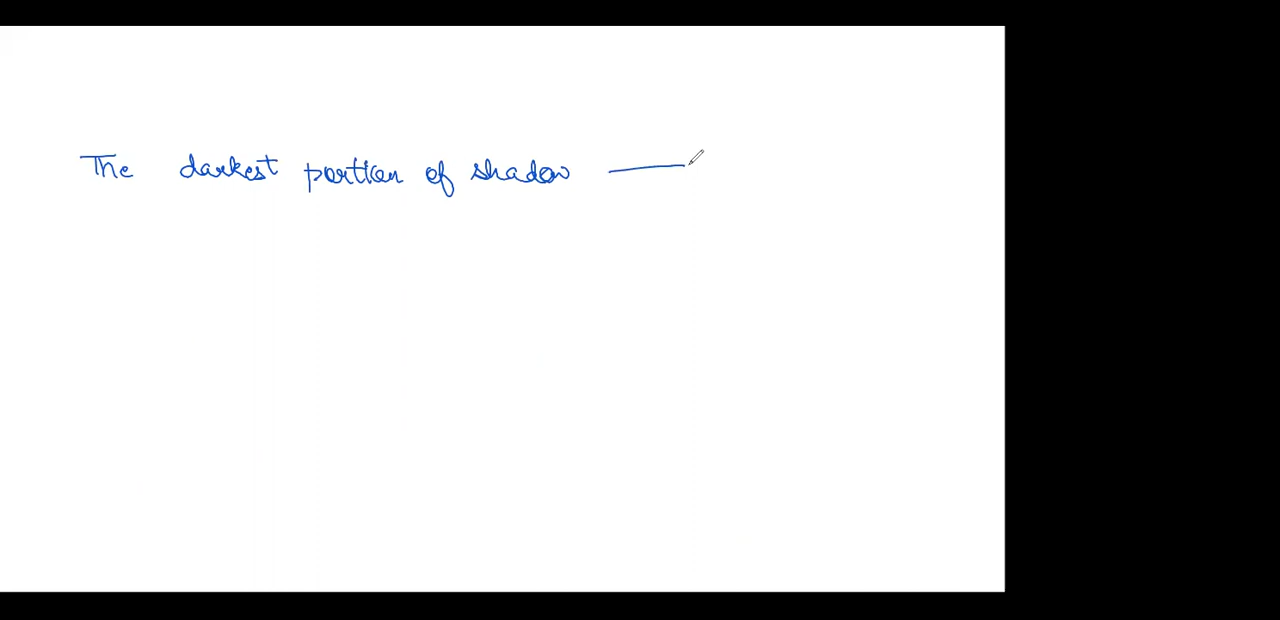 The darkest portion of shadow ——